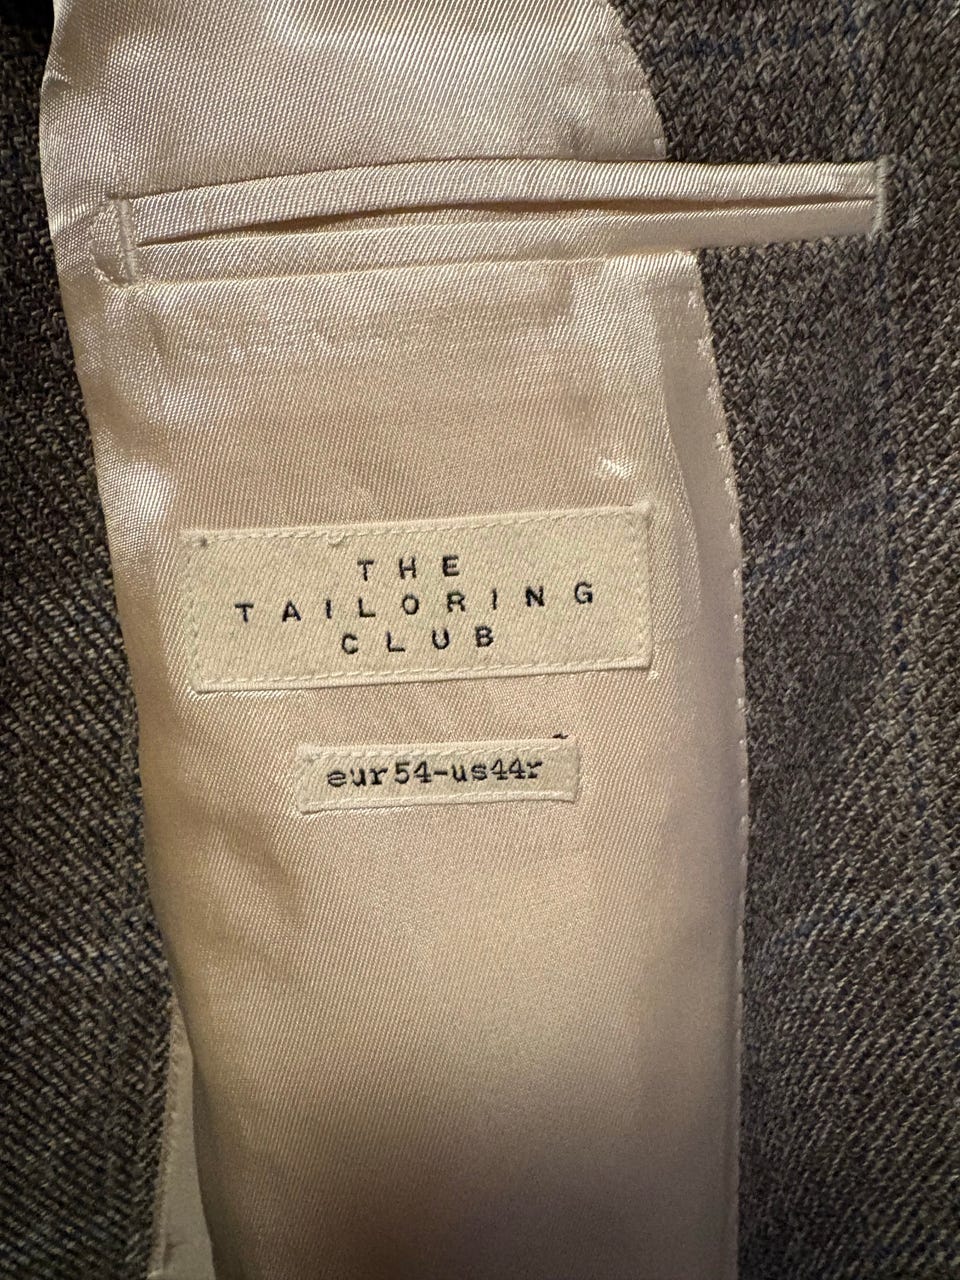 THE
TAILORING
CLUB
eur54-us44r